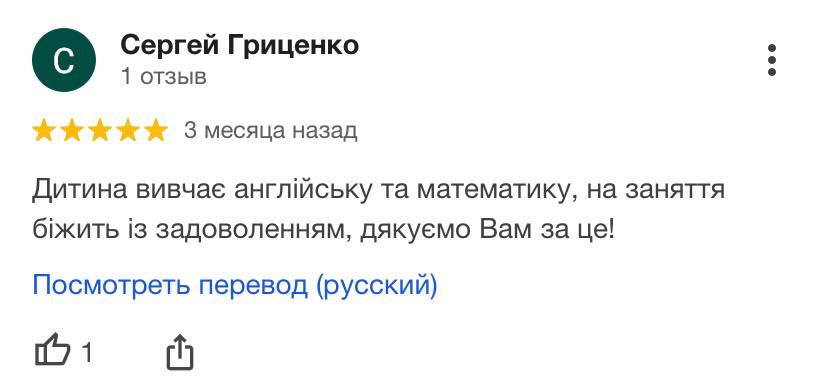 С
Сергей Гриценко
1 отзыв
3 месяца назад
Дитина вивчає англійську та математику, на заняття
біжить із задоволенням, дякуємо Вам за це!
Посмотреть перевод (русский)
1